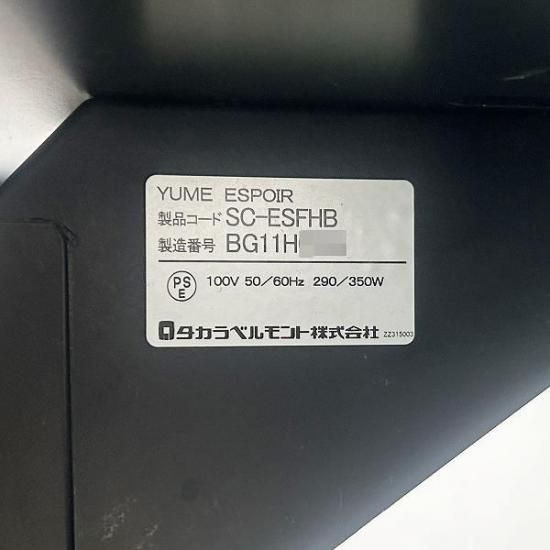 YUME ESPOIR
製品コード SC-ESFHB
製造番号 BG11H
PS
E
100V 50/60Hz 290/350W
タカラベルモント株式会社
ZZ315003